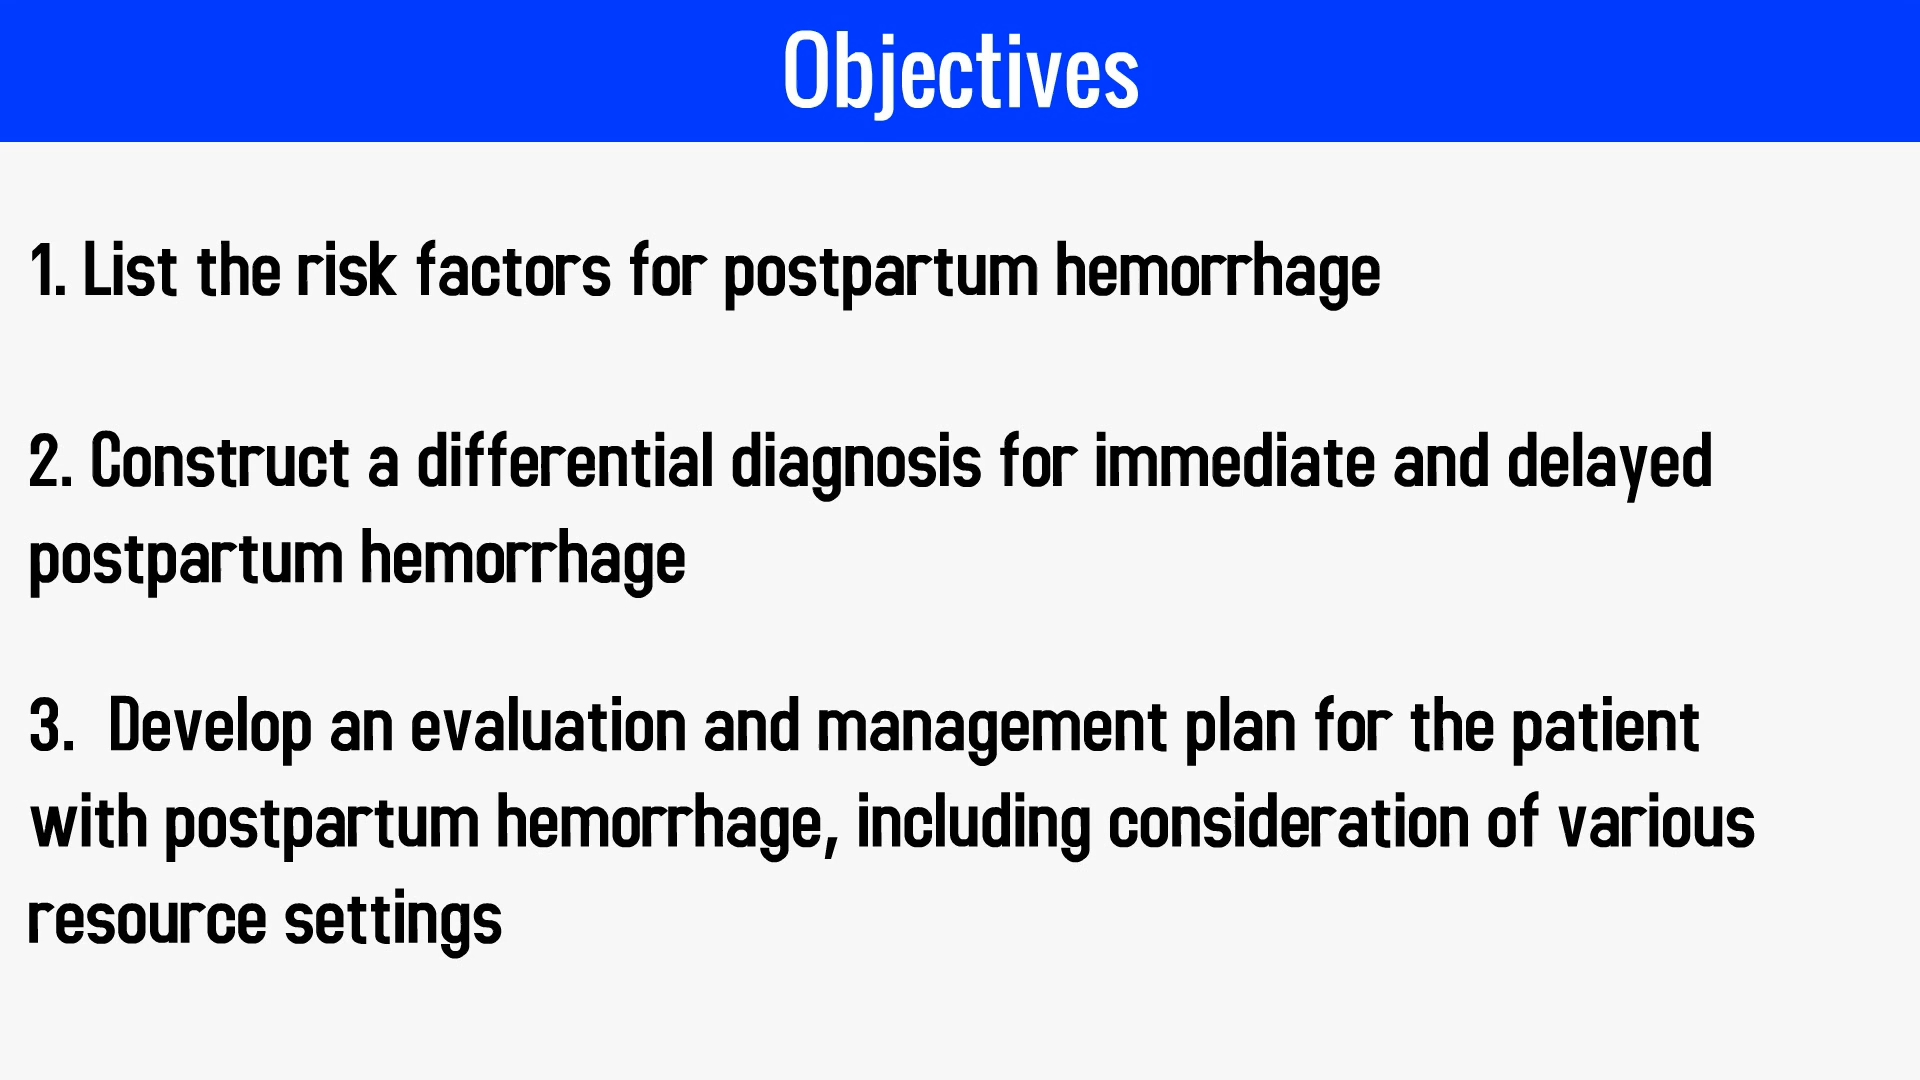 Objectives
1. List the risk factors for postpartum hemorrhage
2. Construct a differential diagnosis for immediate and delayed
postpartum hemorrhage
3.  Develop an evaluation and management plan for the patient
with postpartum hemorrhage, including consideration of various
resource settings